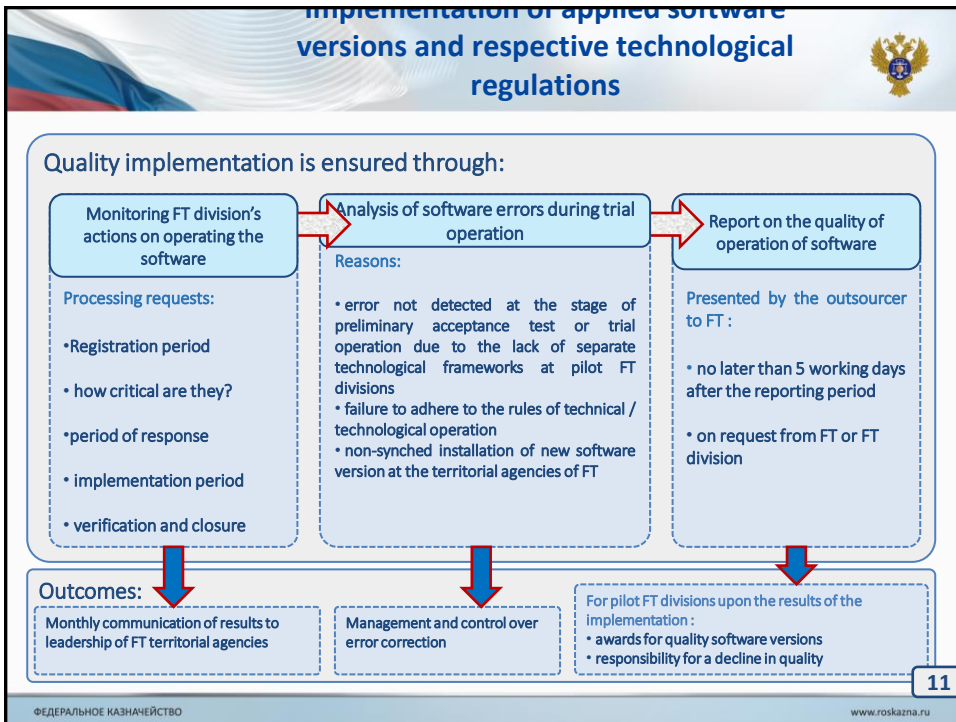 implementation of applied software
versions and respective technological
regulations
Quality implementation is ensured through:
Monitoring FT division's
actions on operating the
software
Processing requests:
•Registration period
• how critical are they?
•period of response
• implementation period
• verification and closure
Analysis of software errors during trial
operation
Reasons:
• error not detected at the stage of
preliminary acceptance test or trial
operation due to the lack of separate
technological frameworks at pilot FT
divisions
• failure to adhere to the rules of technical /
technological operation
• non-synched installation of new software
version at the territorial agencies of FT
Report on the quality of
operation of software
Presented by the outsourcer
to FT :
• no later than 5 working days
after the reporting period
• on request from FT or FT
division
Outcomes:
Monthly communication of results to
leadership of FT territorial agencies
Management and control over
error correction
For pilot FT divisions upon the results of the
implementation :
• awards for quality software versions
• responsibility for a decline in quality
11
ФЕДЕРАЛЬНОЕ КАЗНАЧЕЙСТВО
www.roskazna.ru